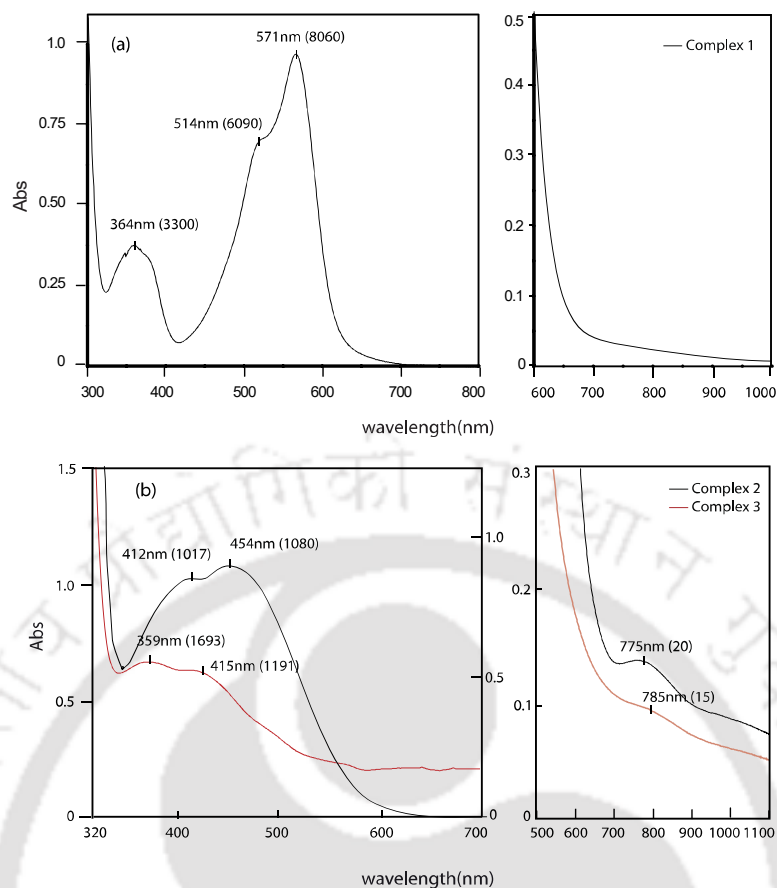 (a)
571nm (8060)
514nm (6090)
364nm (3300)
Abs
1.0
0.75
0.50
0.25
0
300 400 500 600 700 800
Complex 1
0.5
0.4
0.3
0.2
0.1
0
600 700 800 900 1000
wavelength(nm)
(b)
412nm (1017)
454nm (1080)
359nm (1693)
415nm (1191)
Abs
1.5
1.0
0.5
0
1.0
0.5
0
320 400 500 600 700
Complex 2
Complex 3
775nm (20)
785nm (15)
0.3
0.2
0.1
0
500 600 700 800 900 1000 1100
wavelength(nm)